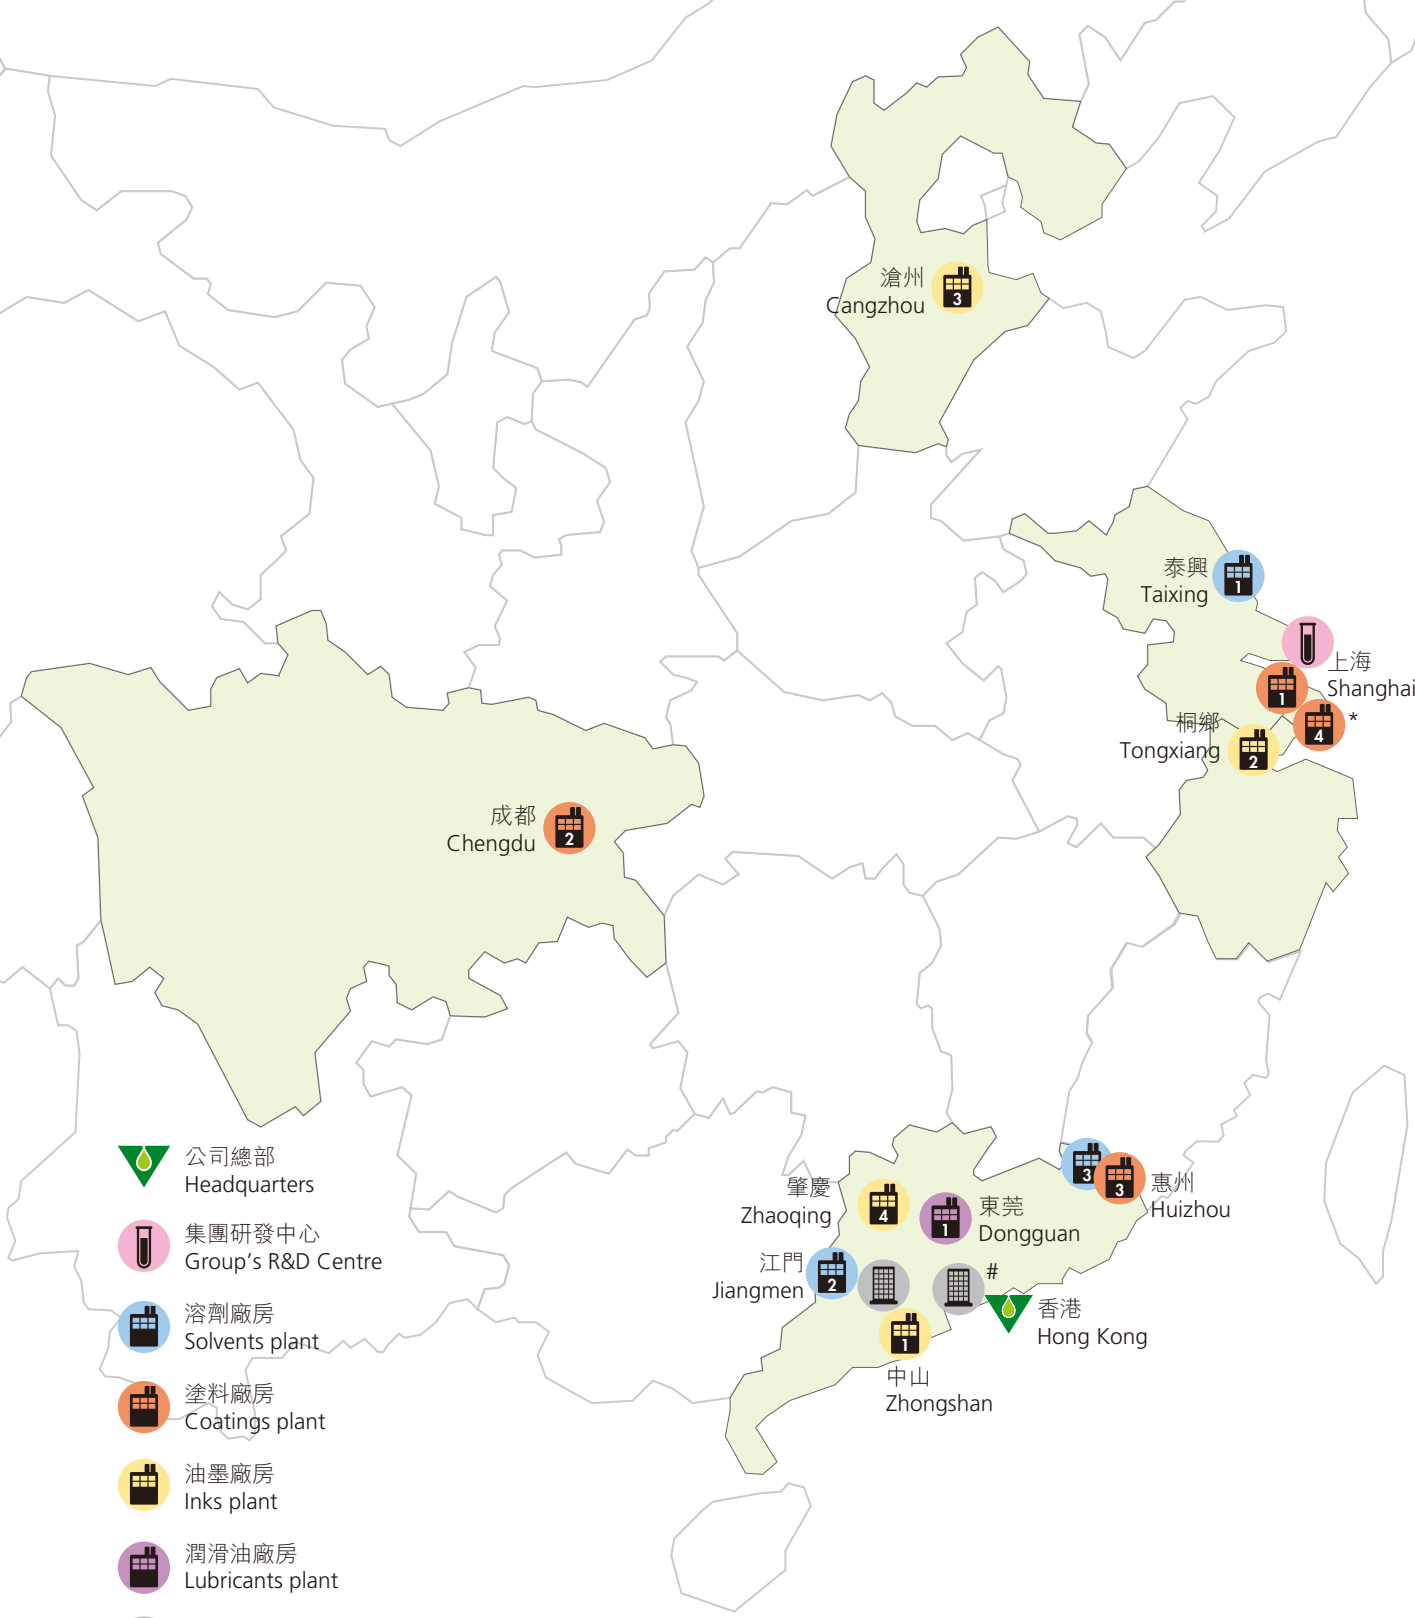 滄州
Cangzhou
3
泰興
Taixing
1
上海
Shanghai
1
*
4
桐鄉
Tongxiang
2
成都
Chengdu
2
3
3
惠州
Huizhou
肇慶
Zhaoqing
4
1
東莞
Dongguan
江門
Jiangmen
2
#
香港
Hong Kong
1
中山
Zhongshan
公司總部
Headquarters
集團研發中心
Group's R&D Centre
溶劑廠房
Solvents plant
塗料廠房
Coatings plant
油墨廠房
Inks plant
潤滑油廠房
Lubricants plant